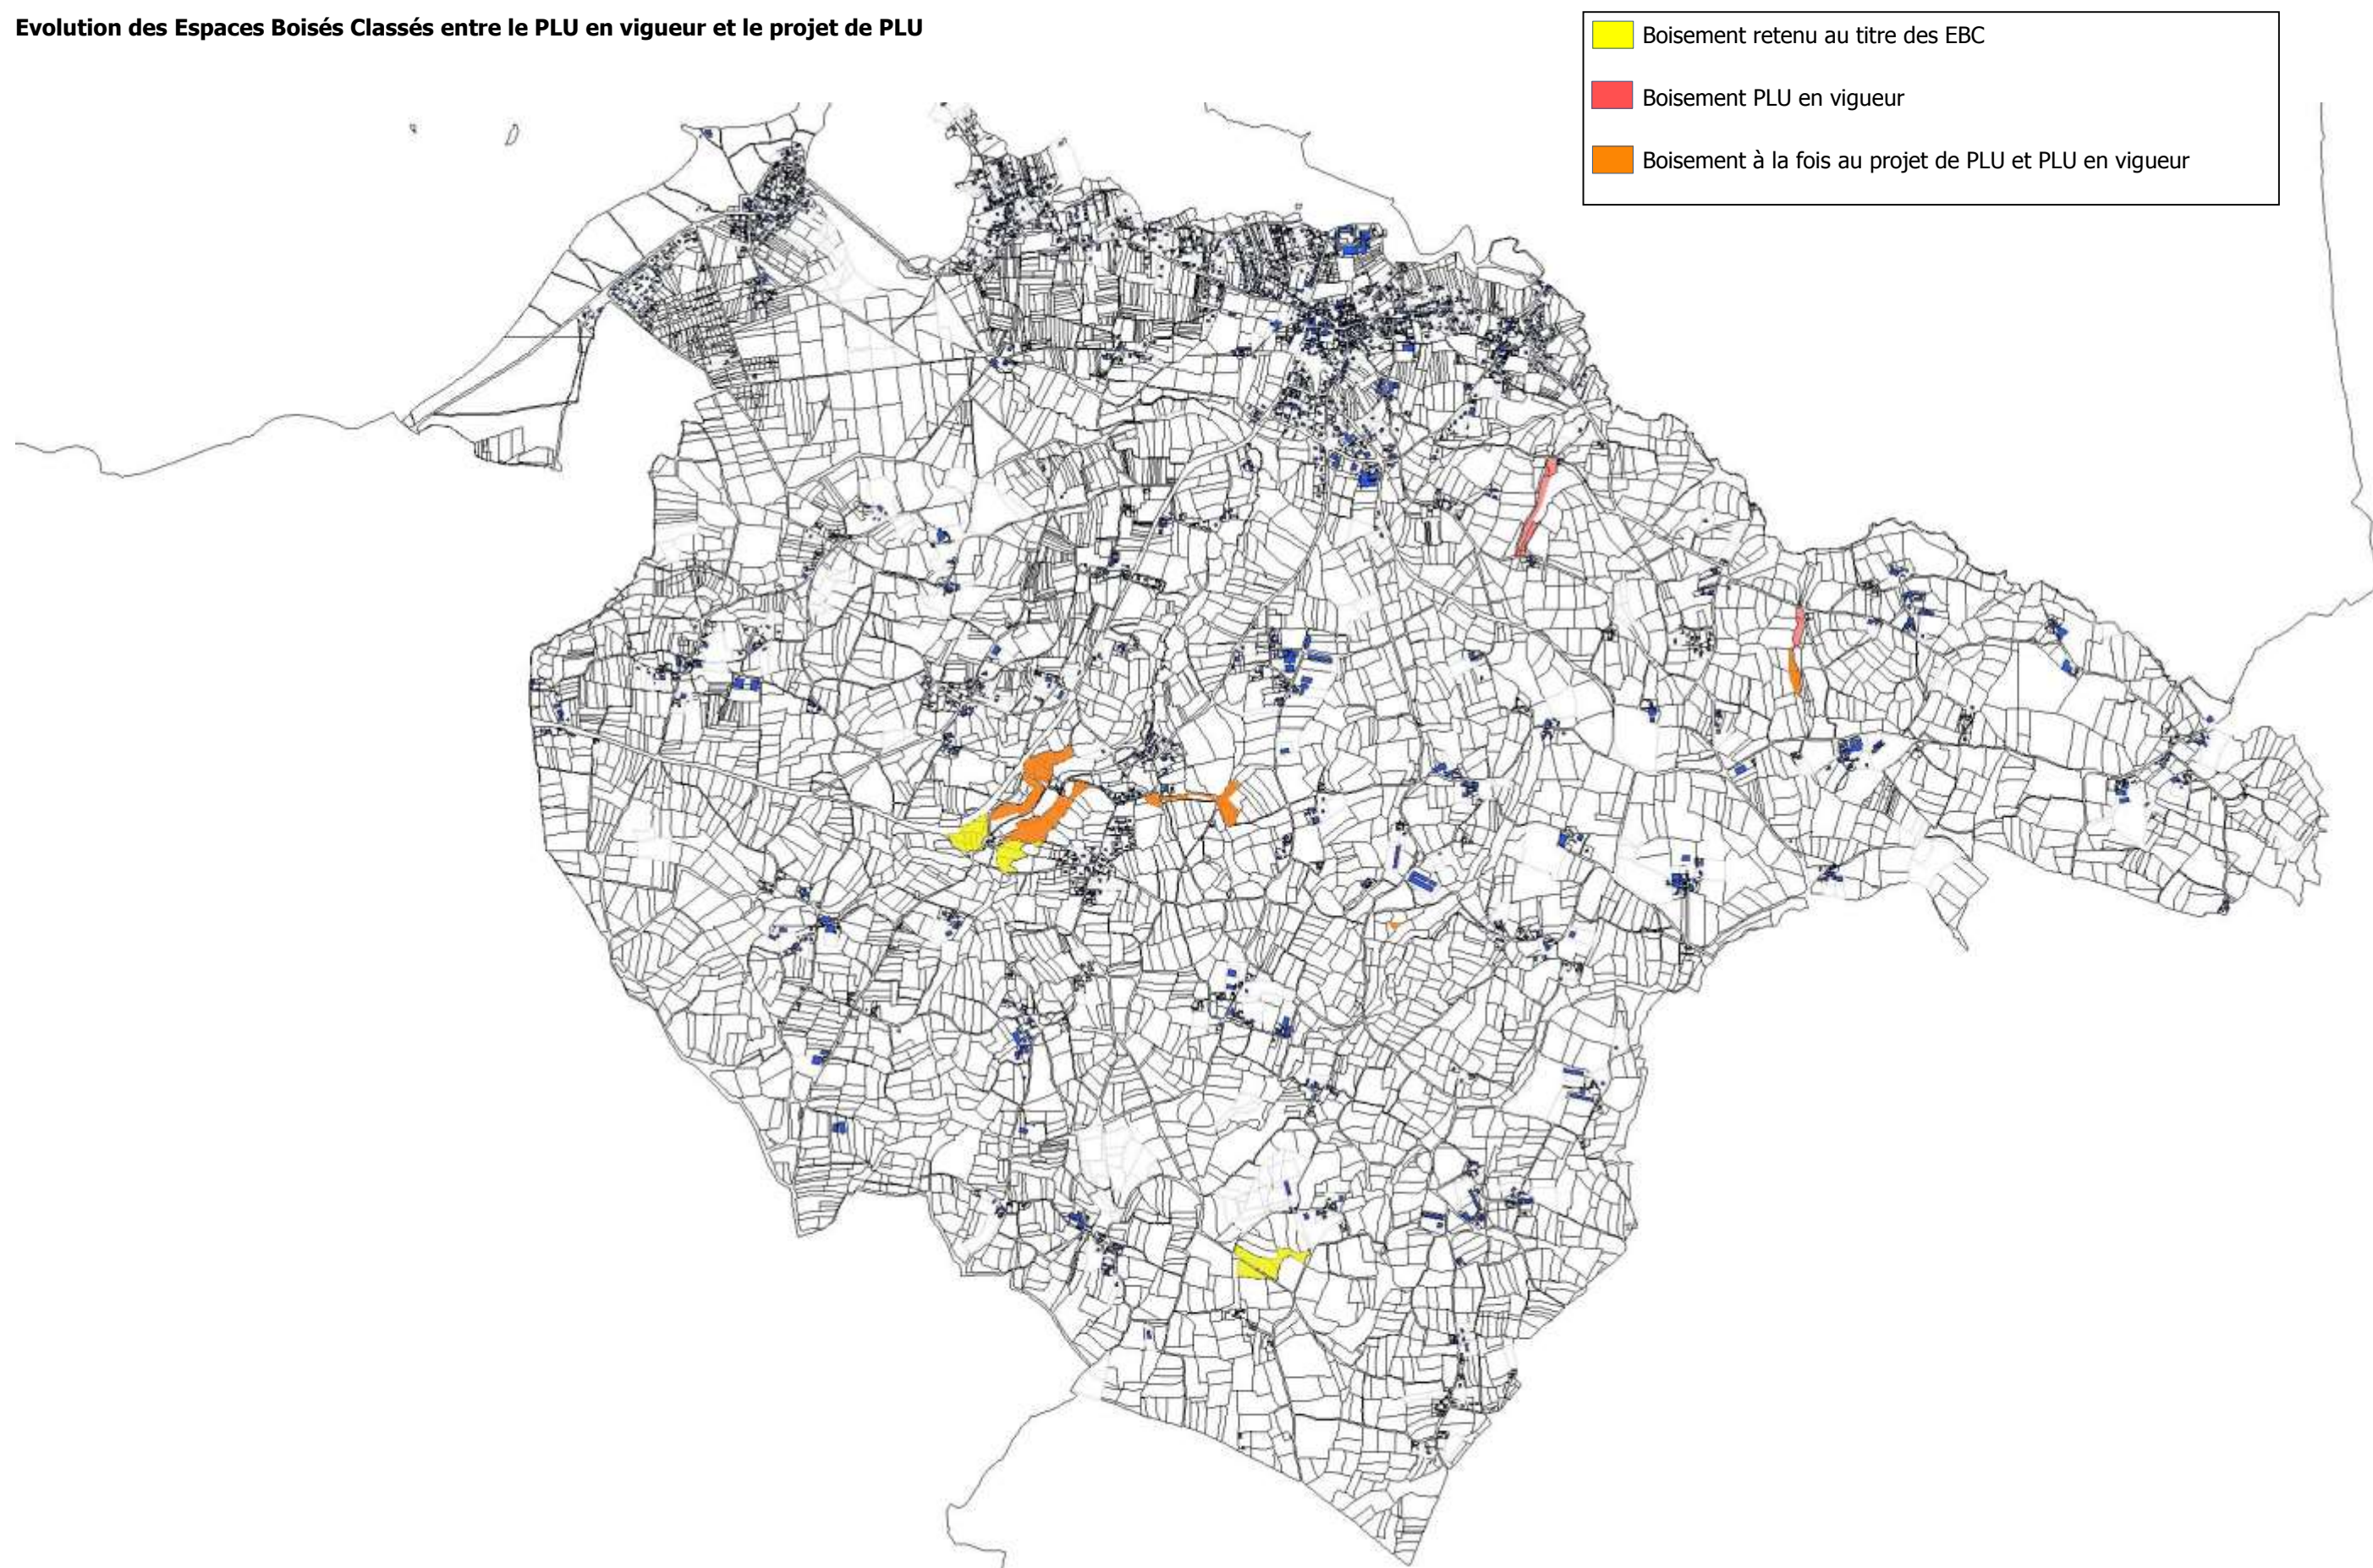 Evolution des Espaces Boisés Classés entre le PLU en vigueur et le projet de PLU
Boisement retenu au titre des EBC
Boisement PLU en vigueur
Boisement à la fois au projet de PLU et PLU en vigueur